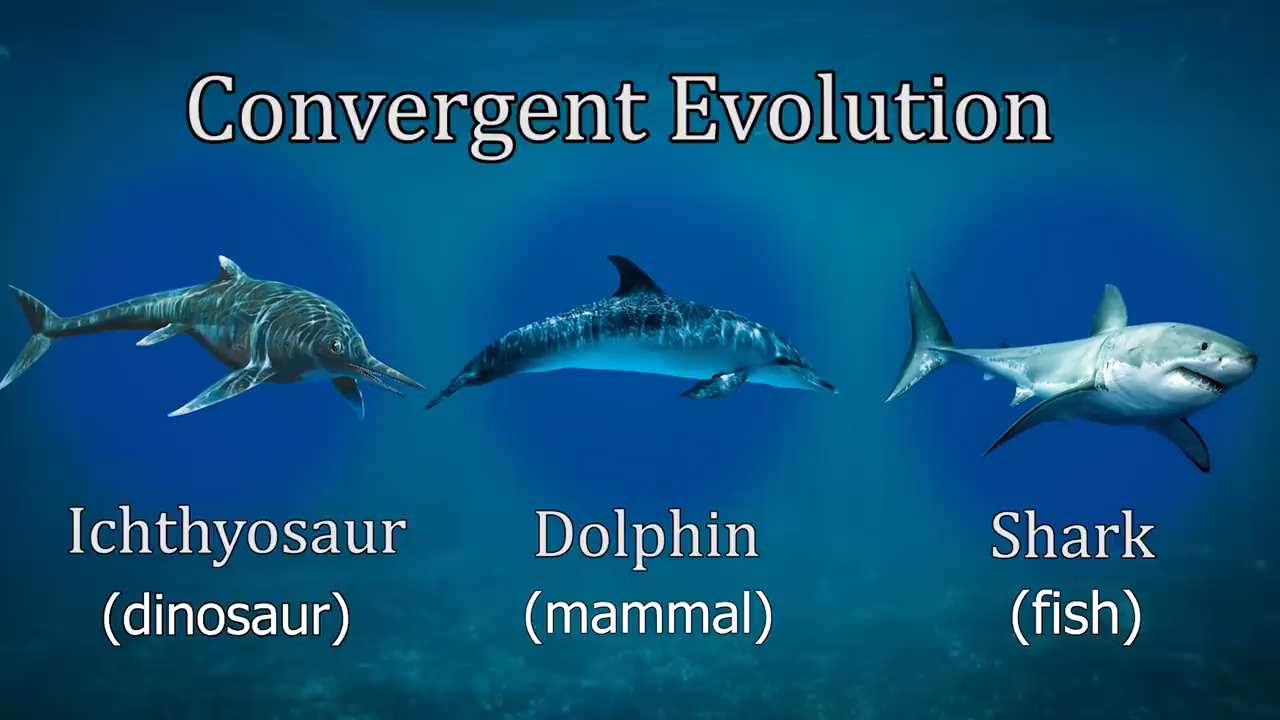 Convergent Evolution
Ichthyosaur
(dinosaur)
Dolphin
(mammal)
Shark
(fish)